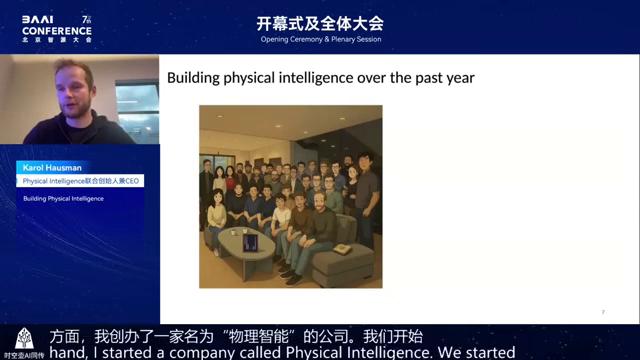 BAAI
CONFERENCE
北京智源大会
7th
开幕式及全体大会
Opening Ceremony & Plenary Session
Building physical intelligence over the past year
Karol Hausman
Physical Intelligence联合创始人兼CEO
Building Physical Intelligence
7
时空壶AI同传
方面，我创办了一家名为“物理智能”的公司。我们开始
hand, I started a company called Physical Intelligence. We started